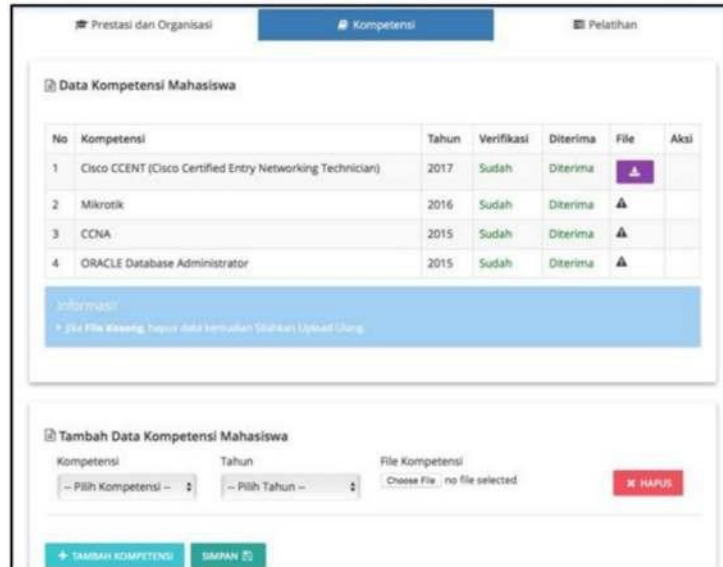 Prestasi dan Organisasi
Kompetensi
Pelatihan
Data Kompetensi Mahasiswa
No Kompetensi Tahun Verifikasi Diterima File Aksi
1 Cisco CCENT (Cisco Certified Entry Networking Technician) 2017 Sudah Diterima
2 Mikrotik 2016 Sudah Diterima
3 CCNA 2015 Sudah Diterima
4 ORACLE Database Administrator 2015 Sudah Diterima
Informasi!
Jika File Kosong, hapus data kemudian Silahkan Upload Ulang.
Tambah Data Kompetensi Mahasiswa
Kompetensi Tahun File Kompetensi
-- Pilih Kompetensi -- -- Pilih Tahun -- Choose File no file selected HAPUS
+ TAMBAH KOMPETENSI SIMPAN